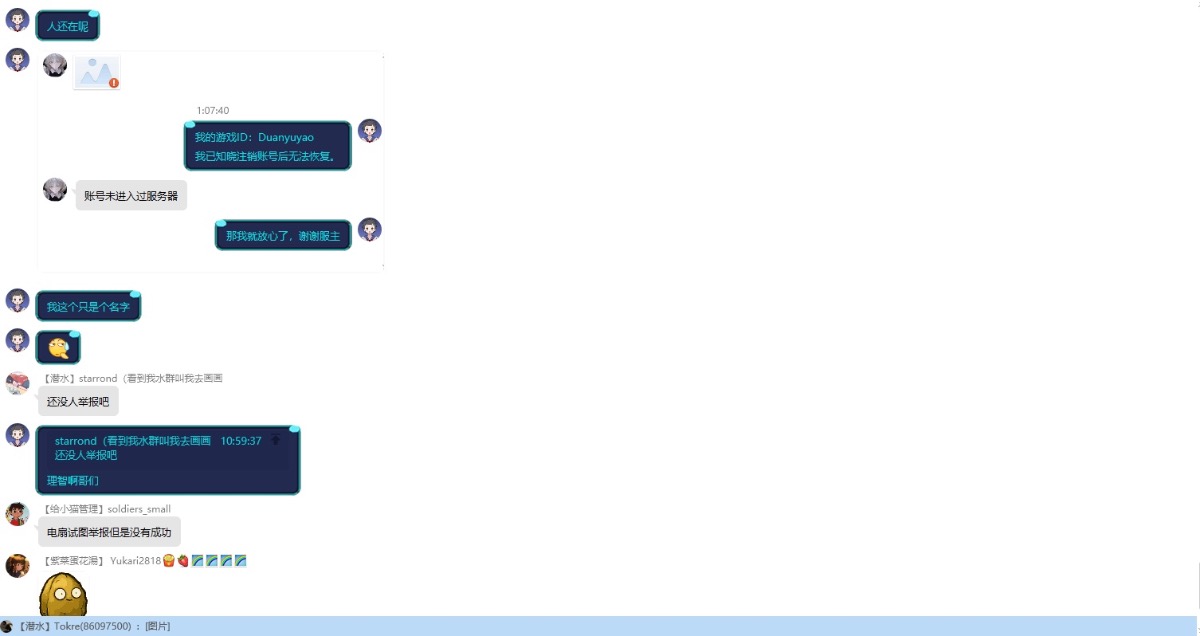 人还在呢
1:07:40
我的游戏ID：Duanyuyao
我已知晓注销账号后无法恢复。
账号未进入过服务器
那我就放心了，谢谢服主
我这个只是个名字
【潜水】starrond（看到我水群叫我去画画
还没人举报吧
starrond（看到我水群叫我去画画 10:59:37
还没人举报吧
理智啊哥们
【给小猫管理】soldiers_small
电扇试图举报但是没有成功
【紫菜蛋花湯】 Yukari2818
【潜水】Tokre(86097500) : [图片]